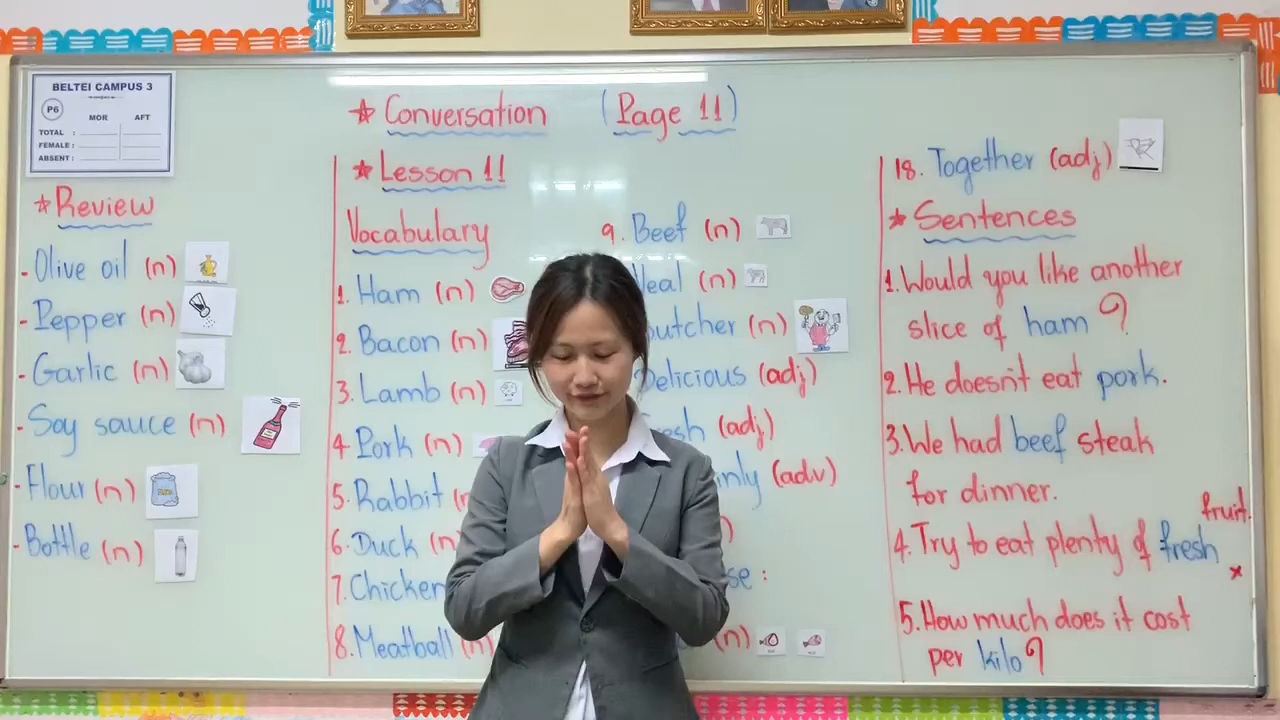 BELTEI CAMPUS 3
P6
MOR AFT
TOTAL :
FEMALE :
ABSENT :
* Conversation (Page 11)
* Review
- Olive oil (n)
- Pepper (n)
- Garlic (n)
- Soy sauce (n)
- Flour (n)
- Bottle (n)
* Lesson 11
Vocabulary
1. Ham (n)
2. Bacon (n)
3. Lamb (n)
4. Pork (n)
5. Rabbit (n
6. Duck (n)
7. Chicken
8. Meatball (n)
9. Beef (n)
(n)
butcher (n)
Delicious (adj)
(adj)
(adv)
:
(n)
18. Together (adj)
* Sentences
1. Would you like another
slice of ham ?
2. He doesn't eat pork.
3. We had beef steak
for dinner.
4. Try to eat plenty of fresh
fruit.
5. How much does it cost
per kilo?